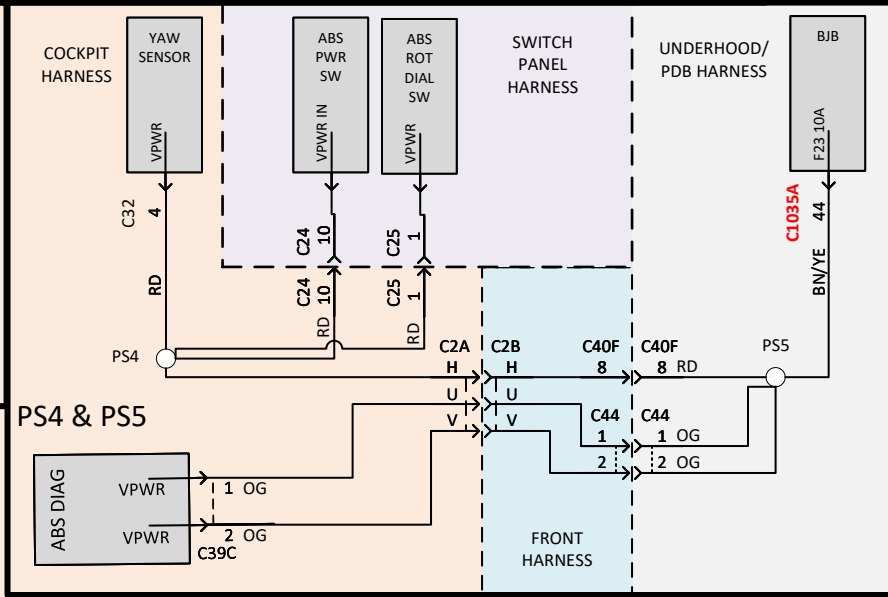 COCKPIT
HARNESS
YAW
SENSOR
VPWR
C32
4
RD
ABS
PWR
SW
VPWR IN
ABS
ROT
DIAL
SW
VPWR
SWITCH
PANEL
HARNESS
UNDERHOOD/
PDB HARNESS
BJB
F23 10A
C1035A
44
BN/YE
C24
10
C25
1
C24
10
RD
C25
1
RD
PS4
C2A
C2B
C40F
C40F
PS5
H
H
8
8 RD
U
U
V
V
C44
C44
1
1 OG
2
2 OG
PS4 & PS5
ABS DIAG
VPWR
1 OG
VPWR
2 OG
C39C
FRONT
HARNESS